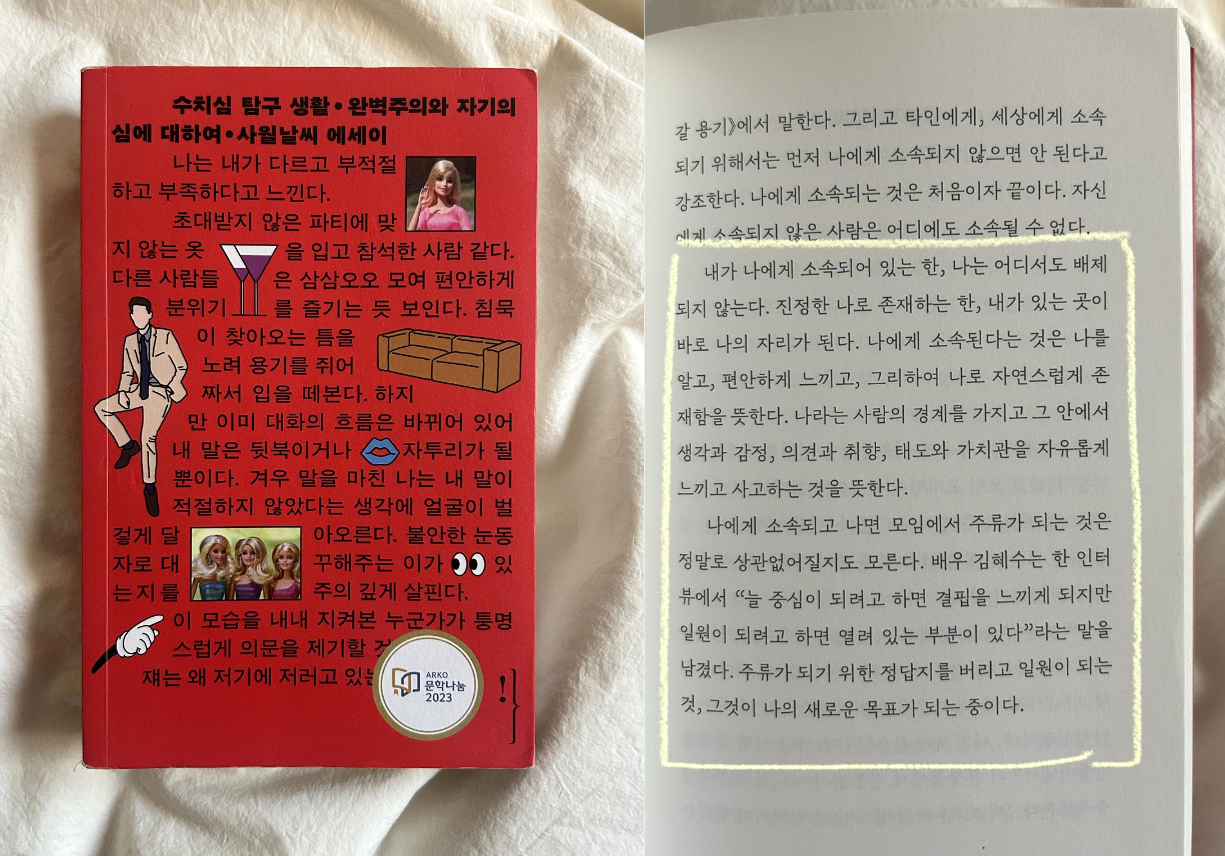 수치심 탐구 생활•완벽주의와 자기의
심에 대하여•사월날씨 에세이
나는 내가 다르고 부적절
하고 부족하다고 느낀다.
초대받지 않은 파티에 맞
지 않는 옷 을 입고 참석한 사람 같다.
다른 사람들 은 삼삼오오 모여 편안하게
분위기 를 즐기는 듯 보인다. 침묵
이 찾아오는 틈을
노려 용기를 쥐어
짜서 입을 떼본다. 하지
만 이미 대화의 흐름은 바뀌어 있어
내 말은 뒷북이거나 자투리가 될
뿐이다. 겨우 말을 마친 나는 내 말이
적절하지 않았다는 생각에 얼굴이 벌
겋게 달 아오른다. 불안한 눈동
자로 대 꾸해주는 이가 있
는지를 주의 깊게 살핀다.
이 모습을 내내 지켜본 누군가가 퉁명
스럽게 의문을 제기할
쟤는 왜 저기에 저러고 있는 !}
ARKO
문학나눔
2023
갈 용기》에서 말한다. 그리고 타인에게, 세상에게 소속
되기 위해서는 먼저 나에게 소속되지 않으면 안 된다고
강조한다. 나에게 소속되는 것은 처음이자 끝이다. 자신
에게 소속되지 않은 사람은 어디에도 소속될 수 없다.
내가 나에게 소속되어 있는 한, 나는 어디서도 배제
되지 않는다. 진정한 나로 존재하는 한, 내가 있는 곳이
바로 나의 자리가 된다. 나에게 소속된다는 것은 나를
알고, 편안하게 느끼고, 그리하여 나로 자연스럽게 존
재함을 뜻한다. 나라는 사람의 경계를 가지고 그 안에서
생각과 감정, 의견과 취향, 태도와 가치관을 자유롭게
느끼고 사고하는 것을 뜻한다.
나에게 소속되고 나면 모임에서 주류가 되는 것은
정말로 상관없어질지도 모른다. 배우 김혜수는 한 인터
뷰에서 “늘 중심이 되려고 하면 결핍을 느끼게 되지만
일원이 되려고 하면 열려 있는 부분이 있다”라는 말을
남겼다. 주류가 되기 위한 정답지를 버리고 일원이 되는
것, 그것이 나의 새로운 목표가 되는 중이다.